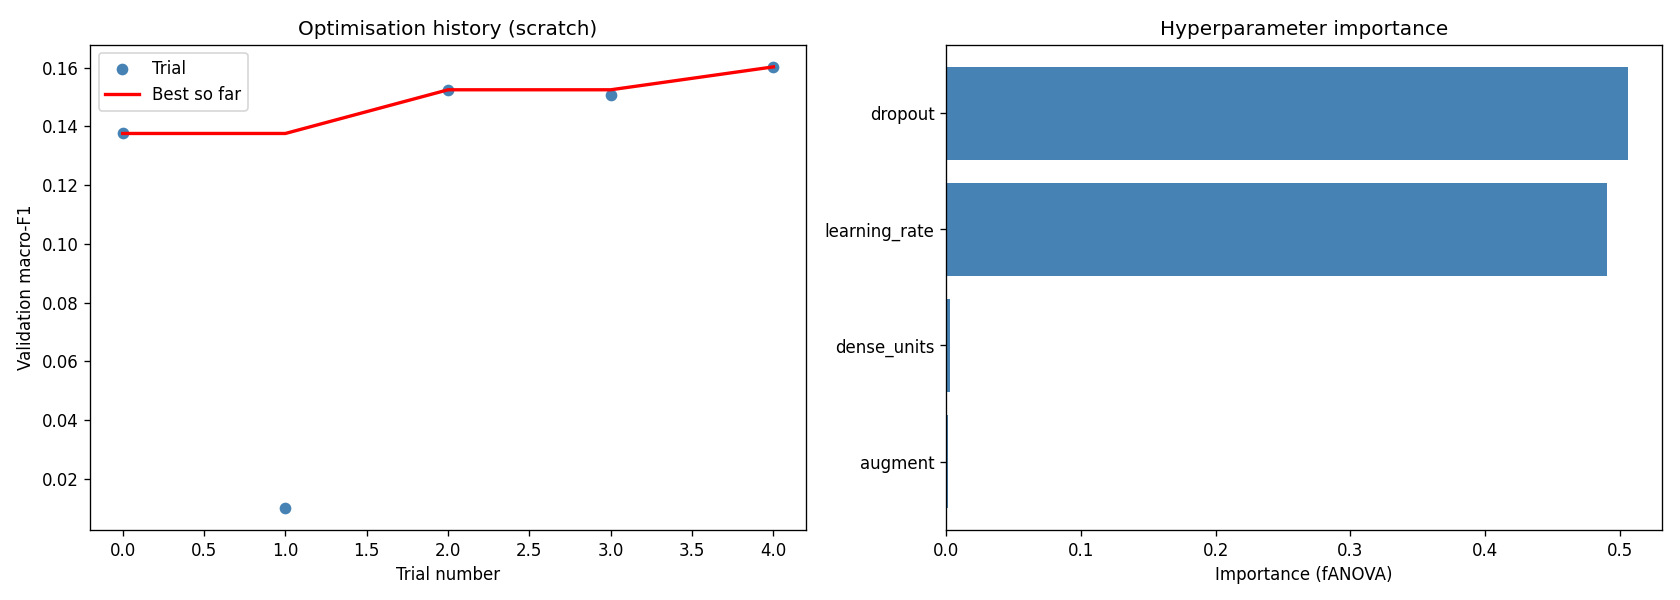 Optimisation history (scratch)
Trial
Best so far
Validation macro-F1
0.16
0.14
0.12
0.10
0.08
0.06
0.04
0.02
0.0 0.5 1.0 1.5 2.0 2.5 3.0 3.5 4.0
Trial number
Hyperparameter importance
dropout
learning_rate
dense_units
augment
0.0 0.1 0.2 0.3 0.4 0.5
Importance (fANOVA)